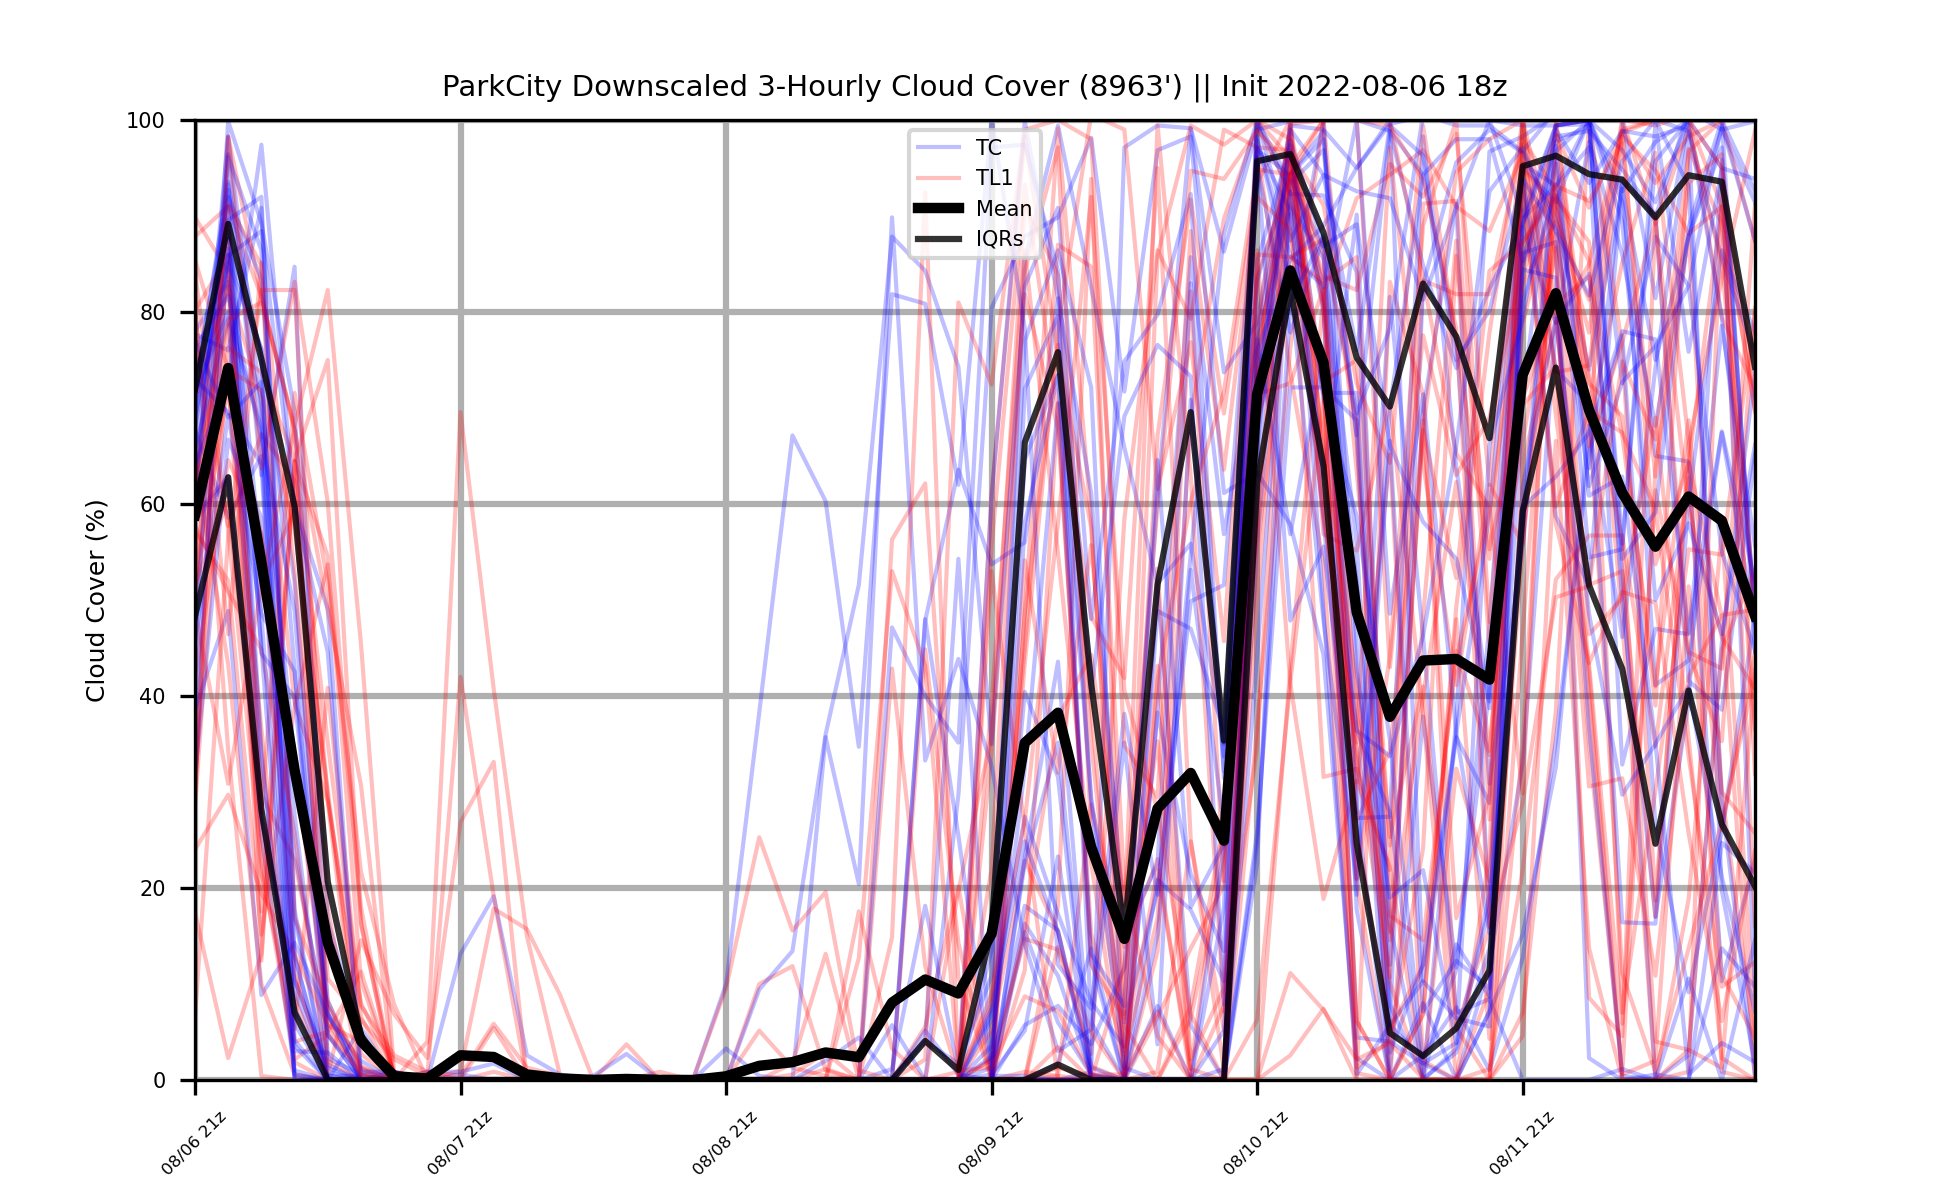 ParkCity Downscaled 3-Hourly Cloud Cover (8963') || Init 2022-08-06 18z
100
80
60
40
20
0
Cloud Cover (%)
TC
TL1
Mean
IQRs
08/06 21z
08/07 21z
08/08 21z
08/09 21z
08/10 21z
08/11 21z